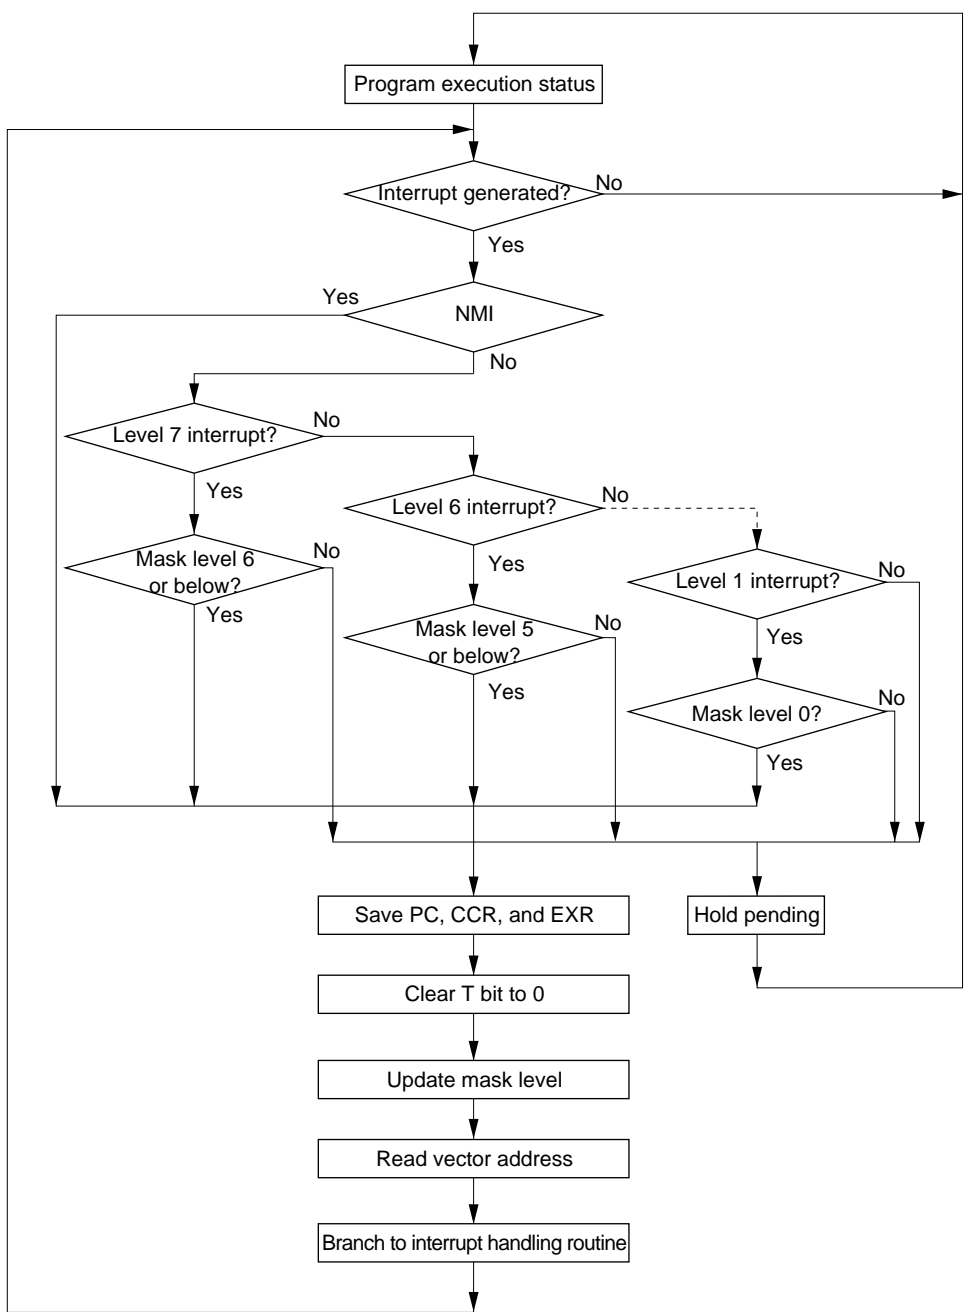 Program execution status
Interrupt generated?
No
Yes
Yes
NMI
No
Level 7 interrupt?
No
Yes
Level 6 interrupt?
No
Mask level 6
or below?
No
Yes
Level 1 interrupt?
No
Yes
Mask level 5
or below?
No
Yes
Yes
Mask level 0?
No
Yes
Save PC, CCR, and EXR
Hold pending
Clear T bit to 0
Update mask level
Read vector address
Branch to interrupt handling routine